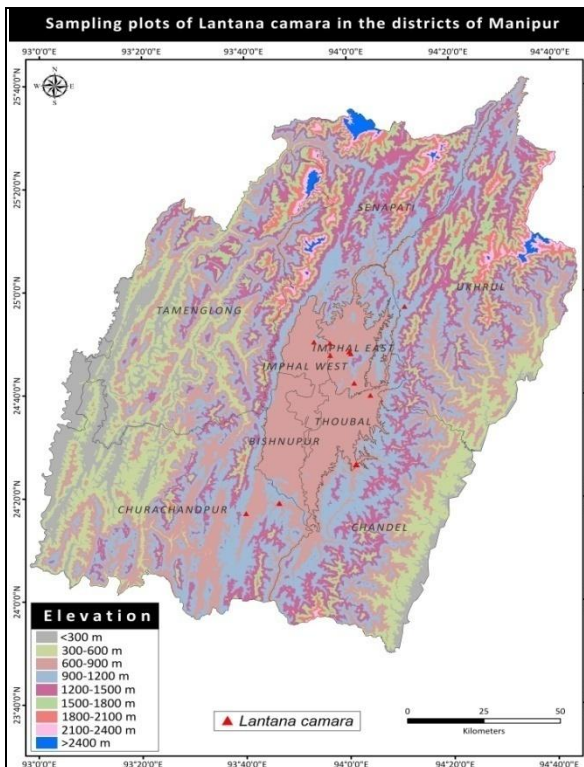 Sampling plots of Lantana camara in the districts of Manipur
93°0'0"E 93°20'0"E 93°40'0"E 94°0'0"E 94°20'0"E 94°40'0"E
N
W E
S
25°40'0"N
25°20'0"N
SENAPATI
UKHRUL
25°0'0"N
TAMENGLONG
IMPHAL EAST
IMPHAL WEST
24°40'0"N
THOUBAL
BISHNUPUR
24°20'0"N
CHURACHANDPUR
CHANDEL
24°0'0"N
Elevation
<300 m
300-600 m
600-900 m
900-1200 m
1200-1500 m
1500-1800 m
1800-2100 m
2100-2400 m
>2400 m
23°40'0"N
Lantana camara
0 25 50
Kilometers
93°0'0"E 93°20'0"E 93°40'0"E 94°0'0"E 94°20'0"E 94°40'0"E